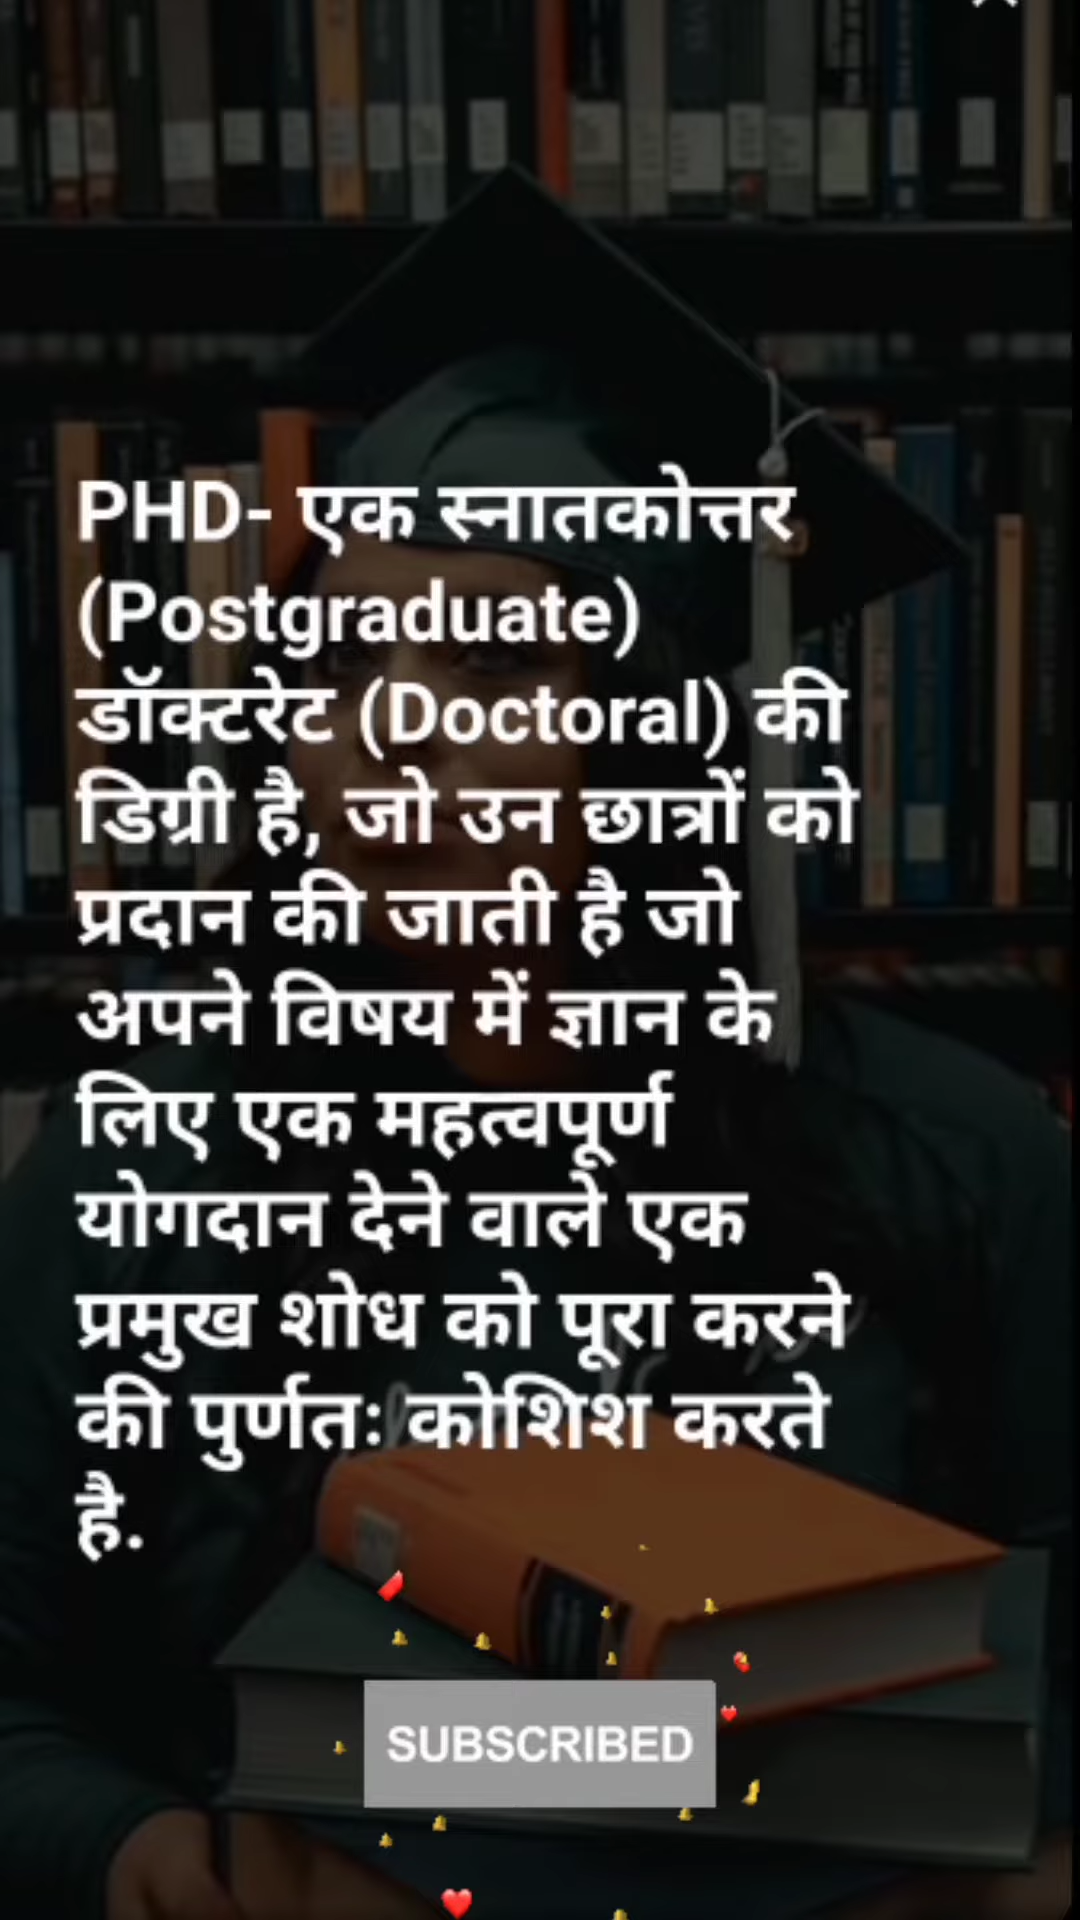 PHD- एक स्नातकोत्तर
(Postgraduate)
डॉक्टरेट (Doctoral) की
डिग्री है, जो उन छात्रों को
प्रदान की जाती है जो
अपने विषय में ज्ञान के
लिए एक महत्वपूर्ण
योगदान देने वाले एक
प्रमुख शोध को पूरा करने
की पुर्णतः कोशिश करते
है.
SUBSCRIBED